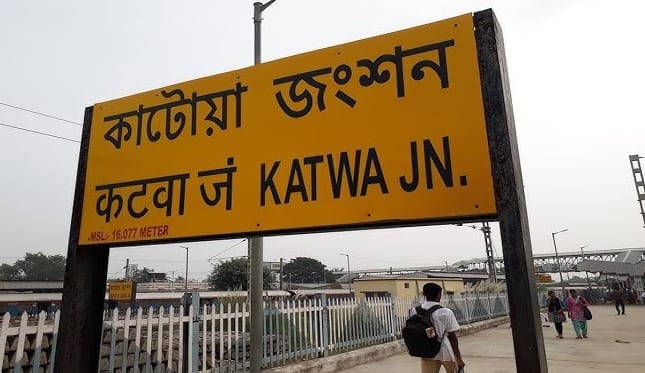 কাটোয়া জংশন
कटवा जं KATWA JN.
MSL:- 16.077 METER